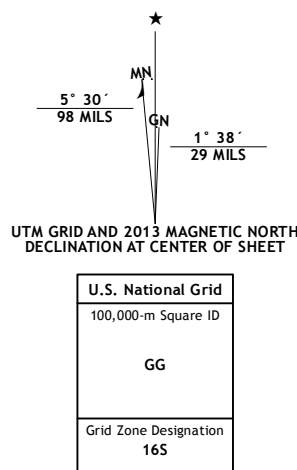 MN
5° 30´
98 MILS
GN
1° 38´
29 MILS
UTM GRID AND 2013 MAGNETIC NORTH
DECLINATION AT CENTER OF SHEET
U.S. National Grid
100,000-m Square ID
GG
Grid Zone Designation
16S